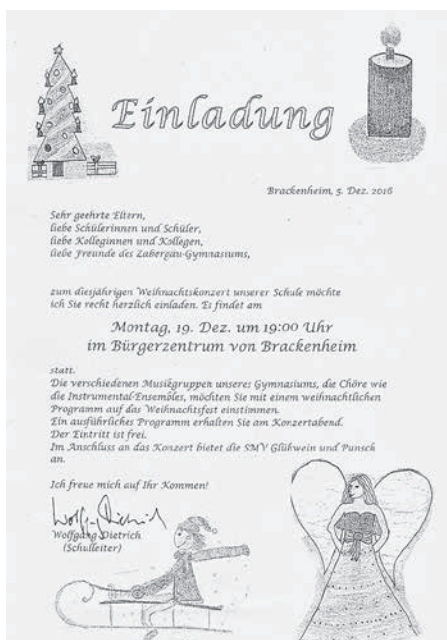 Einladung
Brackenheim, 5. Dez. 2016
Sehr geehrte Eltern,
liebe Schülerinnen und Schüler,
liebe Kolleginnen und Kollegen,
liebe Freunde des Zabergäu-Gymnasiums,
zum diesjährigen Weihnachtskonzert unserer Schule möchte
ich Sie recht herzlich einladen. Es findet am
Montag, 19. Dez. um 19:00 Uhr
im Bürgerzentrum von Brackenheim
statt.
Die verschiedenen Musikgruppen unseres Gymnasiums, die Chöre wie
die Instrumental-Ensembles, möchten Sie mit einem weihnachtlichen
Programm auf das Weihnachtsfest einstimmen.
Ein ausführliches Programm erhalten Sie am Konzertabend.
Der Eintritt ist frei.
Im Anschluss an das Konzert bietet die SMV Glühwein und Punsch
an.
Ich freue mich auf Ihr Kommen!
Wolfgang Dietrich
Wolfgang Dietrich
(Schulleiter)